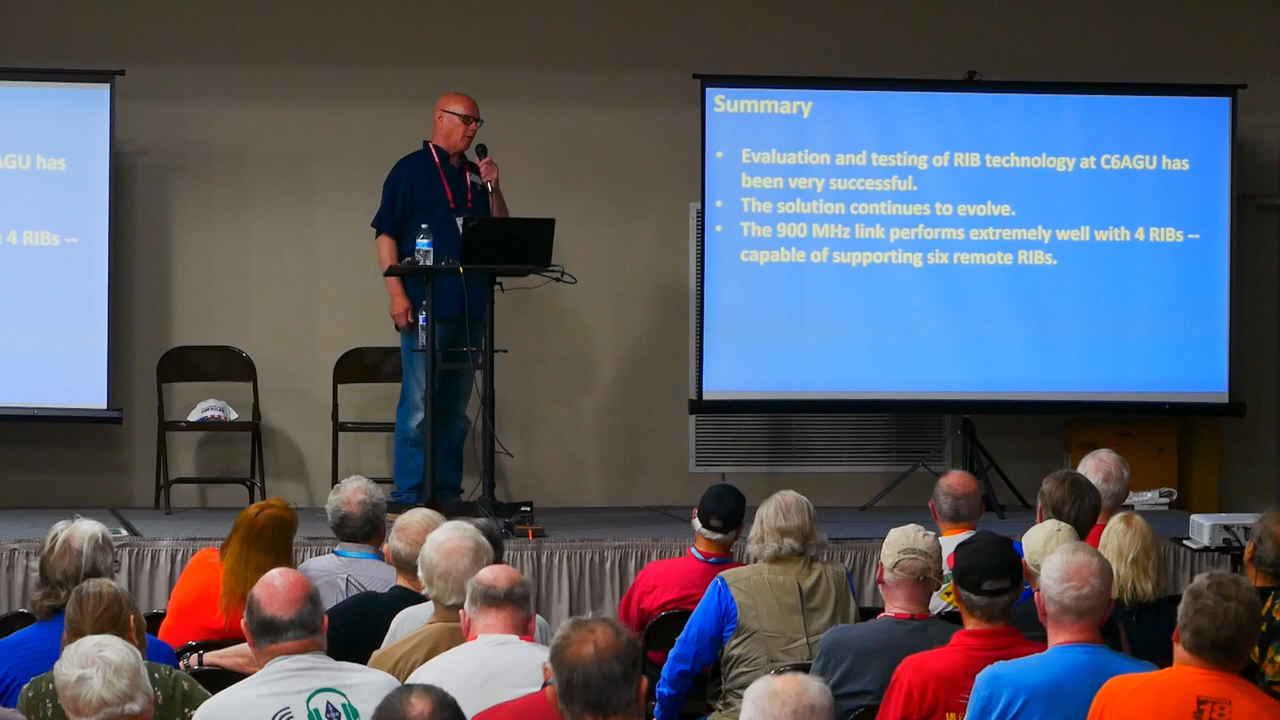 AGU has
4 RIBs --
Summary
• Evaluation and testing of RIB technology at C6AGU has
been very successful.
• The solution continues to evolve.
• The 900 MHz link performs extremely well with 4 RIBs --
capable of supporting six remote RIBs.
18